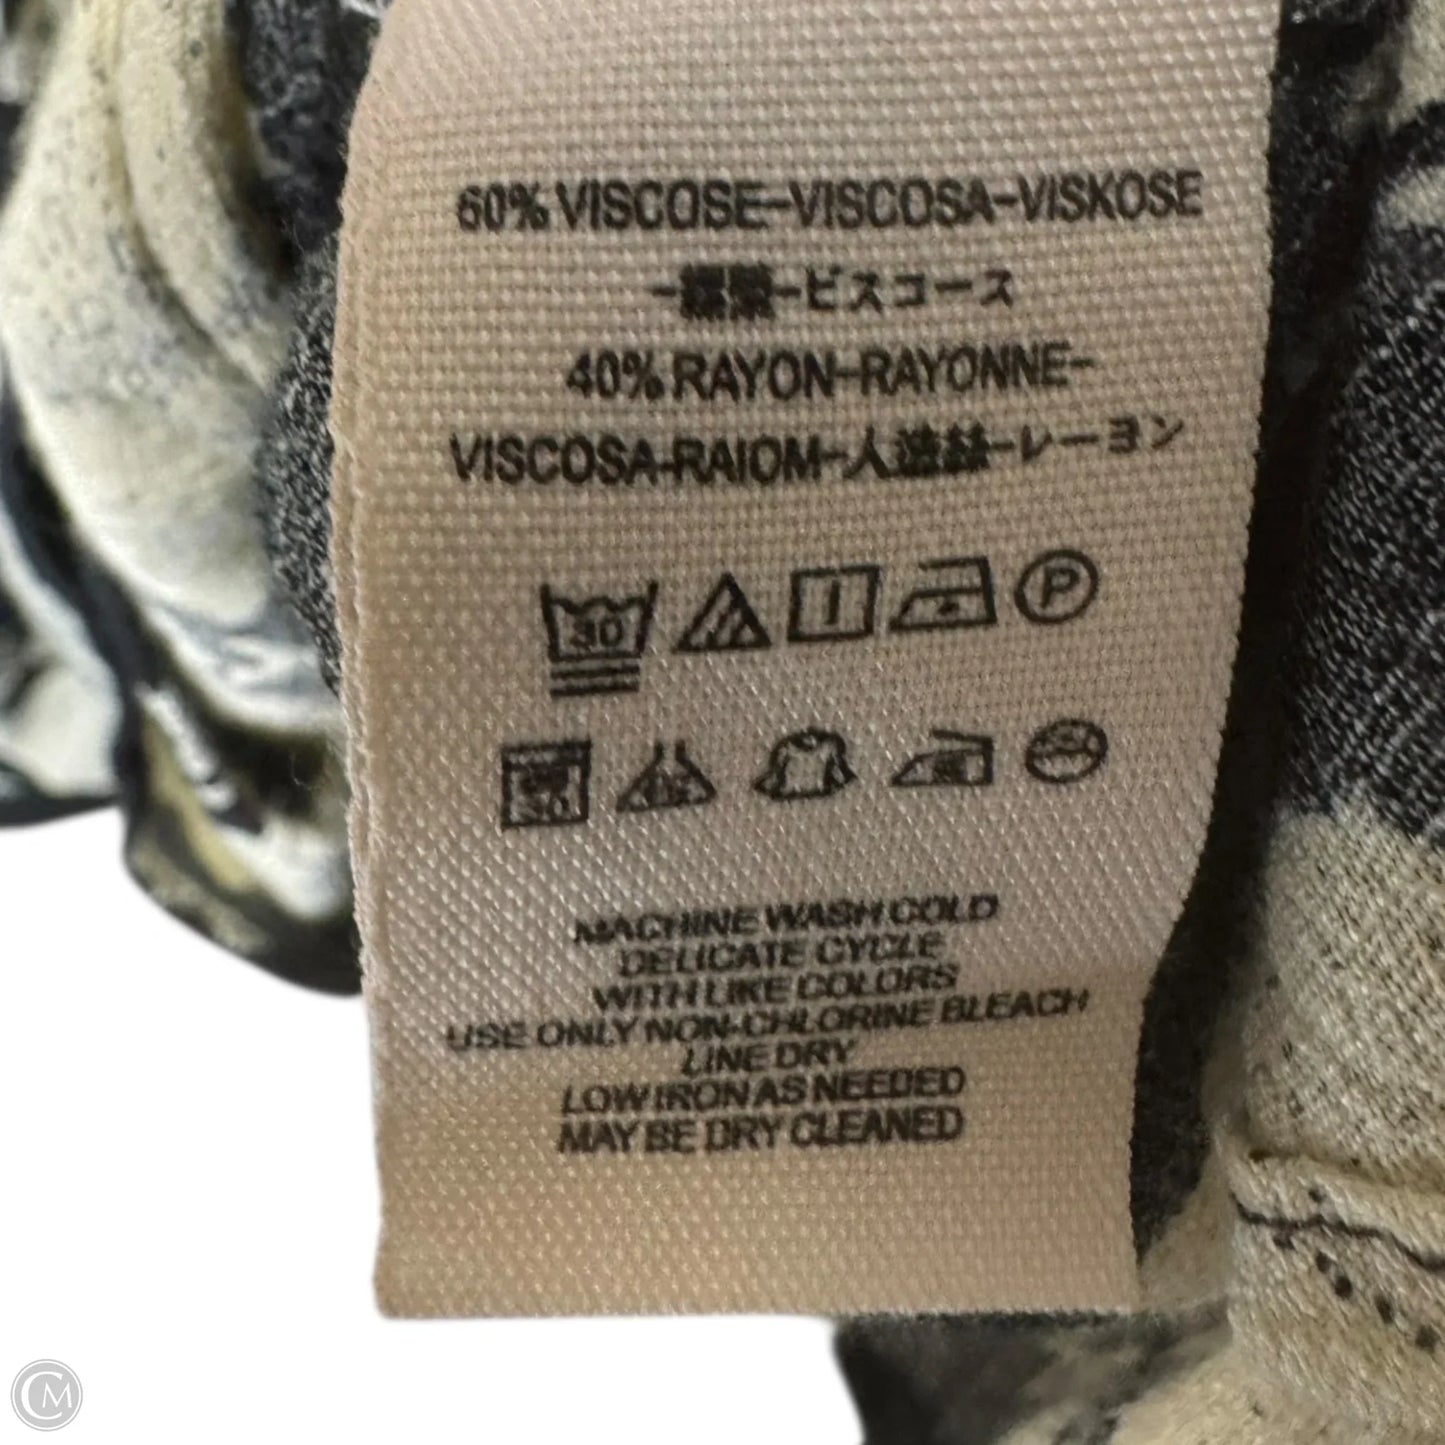 60% VISCOSE-VISCOSA-VISKOSE
-ビスコース
40% RAYON-RAYONNE-
VISCOSA-RAIOM-人造絲-レーヨン
30
P
MACHINE WASH COLD
DELICATE CYCLE
WITH LIKE COLORS
USE ONLY NON-CHLORINE BLEACH
LINE DRY
LOW IRON AS NEEDED
MAY BE DRY CLEANED
CM